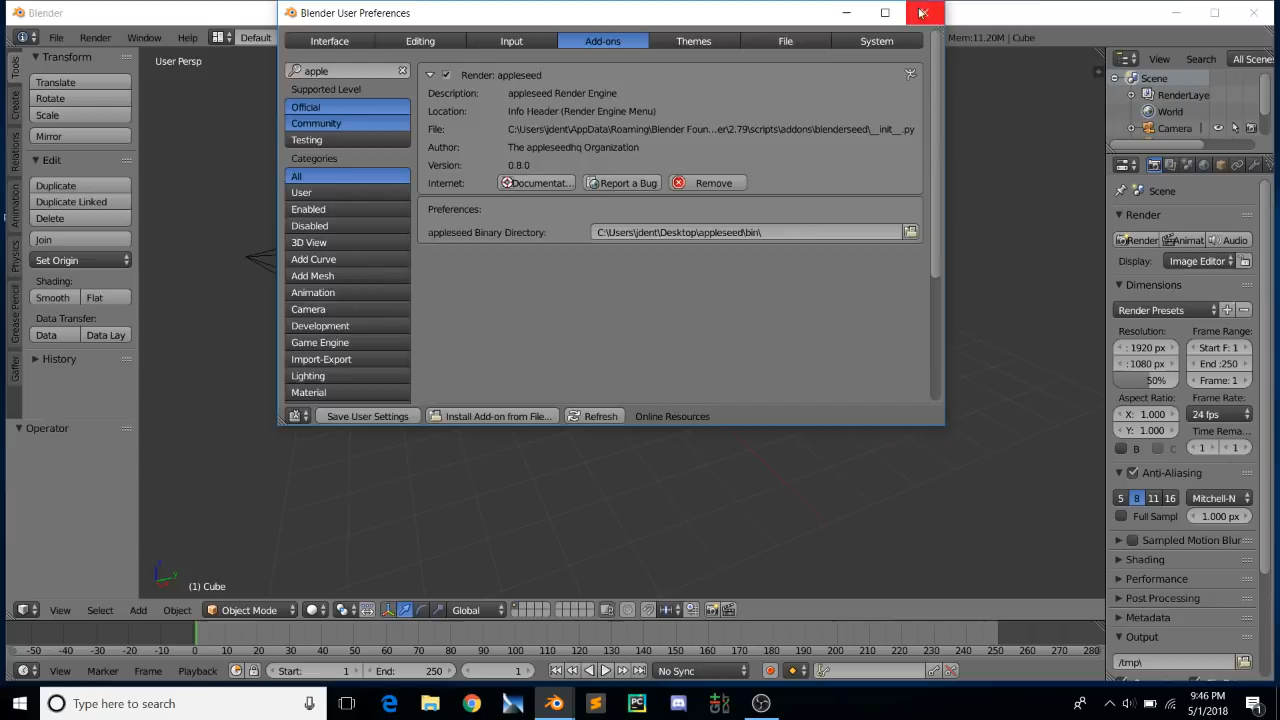 Blender
Blender User Preferences
File
Render
Window
Help
Default
Mem:11.20M | Cube
Interface
Editing
Input
Add-ons
Themes
File
System
View
Search
All Scene
User Persp
Tools
Create
Relations
Animation
Physics
Grease Pencil
Gaffer
Transform
Translate
Rotate
Scale
Mirror
Edit
Duplicate
Duplicate Linked
Delete
Join
Set Origin
Shading:
Smooth
Flat
Data Transfer:
Data
Data Lay
History
Operator
apple
Supported Level
Official
Community
Testing
Categories
All
User
Enabled
Disabled
3D View
Add Curve
Add Mesh
Animation
Camera
Development
Game Engine
Import-Export
Lighting
Material
Render: appleseed
Description: appleseed Render Engine
Location: Info Header (Render Engine Menu)
File: C:\Users\jdent\AppData\Roaming\Blender Foun...er\2.79\scripts\addons\blenderseed\__init__.py
Author: The appleseedhq Organization
Version: 0.8.0
Internet: Documentat... Report a Bug Remove
Preferences:
appleseed Binary Directory: C:\Users\jdent\Desktop\appleseed\bin\
Save User Settings
Install Add-on from File...
Refresh
Online Resources
Scene
RenderLaye
World
Camera
Scene
Render
Render
Animat
Audio
Display: Image Editor
Dimensions
Render Presets
Resolution: Frame Range:
: 1920 px Start F: 1
: 1080 px End :250
50% Frame: 1
Aspect Ratio: Frame Rate:
X: 1.000 24 fps
Y: 1.000 Time Rema...
B C 1 1
Anti-Aliasing
5 8 11 16 Mitchell-N
Full Sampl 1.000 px
Sampled Motion Blur
Shading
Performance
Post Processing
Metadata
Output
/tmp\
y
(1) Cube
View
Select
Add
Object
Object Mode
Global
-50 -40 -30 -20 -10 0 10 20 30 40 50 60 70 80 90 100 110 120 130 140 150 160 170 180 190 200 210 220 230 240 250 260 270 280
View
Marker
Frame
Playback
Start: 1
End: 250
1
No Sync
Type here to search
PC
9:46 PM
5/1/2018
1